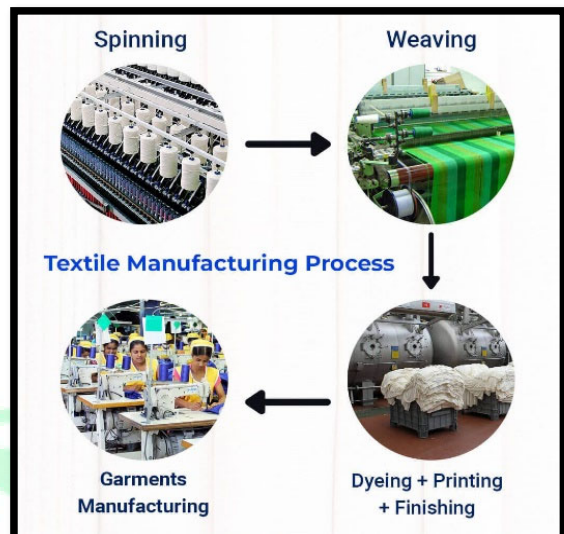 Spinning
Weaving
Textile Manufacturing Process
Garments
Manufacturing
Dyeing + Printing
+ Finishing